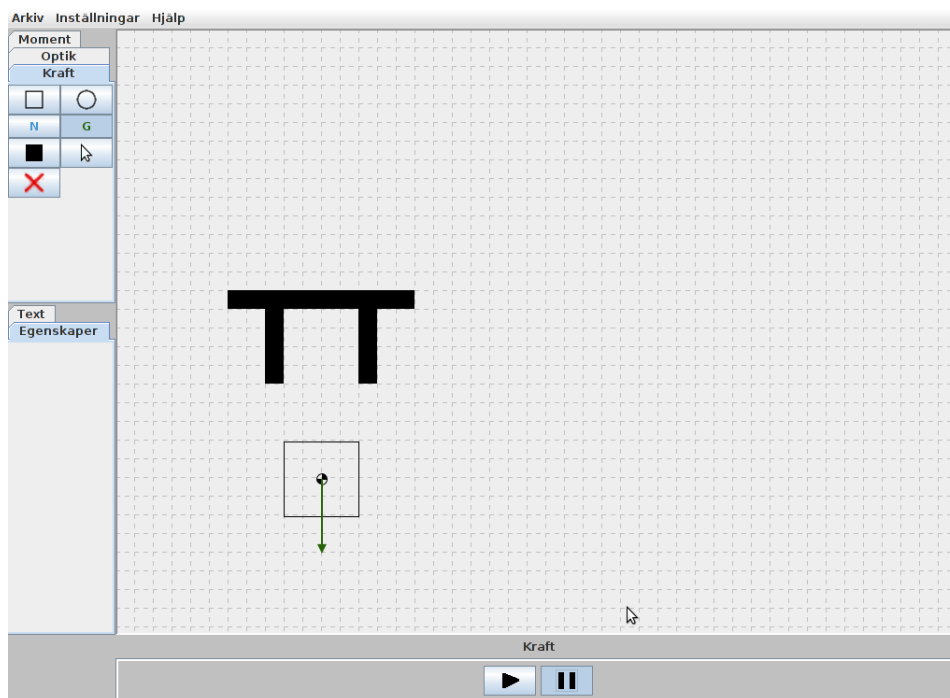 Arkiv Inställningar Hjälp
Moment
Optik
Kraft
N G
Text
Egenskaper
Kraft